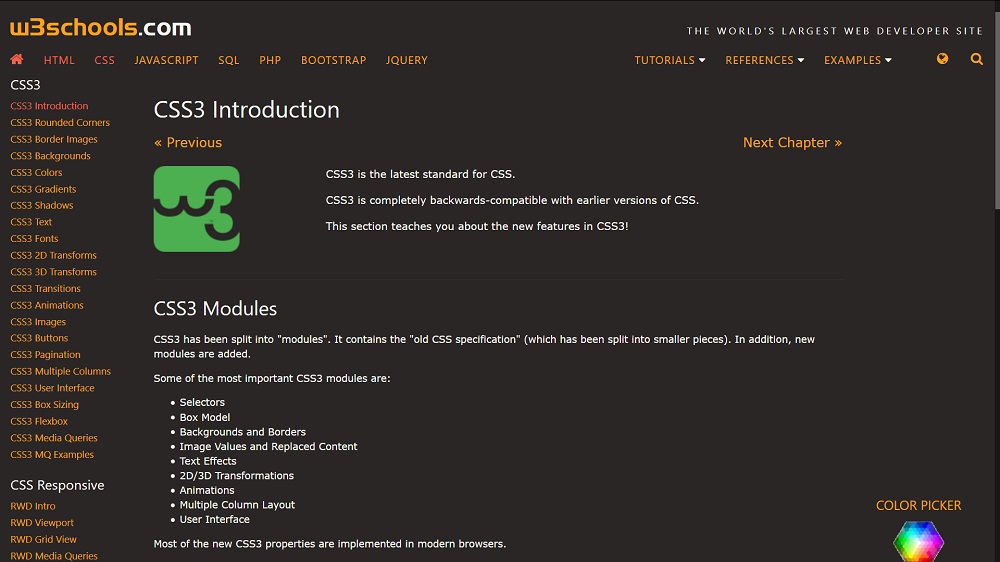 w3schools.com
THE WORLD'S LARGEST WEB DEVELOPER SITE
HTML CSS JAVASCRIPT SQL PHP BOOTSTRAP JQUERY TUTORIALS REFERENCES EXAMPLES
CSS3
CSS3 Introduction
CSS3 Rounded Corners
CSS3 Border Images
CSS3 Backgrounds
CSS3 Colors
CSS3 Gradients
CSS3 Shadows
CSS3 Text
CSS3 Fonts
CSS3 2D Transforms
CSS3 3D Transforms
CSS3 Transitions
CSS3 Animations
CSS3 Images
CSS3 Buttons
CSS3 Pagination
CSS3 Multiple Columns
CSS3 User Interface
CSS3 Box Sizing
CSS3 Flexbox
CSS3 Media Queries
CSS3 MQ Examples
CSS Responsive
RWD Intro
RWD Viewport
RWD Grid View
RWD Media Queries
CSS3 Introduction
« Previous
Next Chapter »
w3
CSS3 is the latest standard for CSS.
CSS3 is completely backwards-compatible with earlier versions of CSS.
This section teaches you about the new features in CSS3!
CSS3 Modules
CSS3 has been split into "modules". It contains the "old CSS specification" (which has been split into smaller pieces). In addition, new
modules are added.
Some of the most important CSS3 modules are:
• Selectors
• Box Model
• Backgrounds and Borders
• Image Values and Replaced Content
• Text Effects
• 2D/3D Transformations
• Animations
• Multiple Column Layout
• User Interface
Most of the new CSS3 properties are implemented in modern browsers.
COLOR PICKER